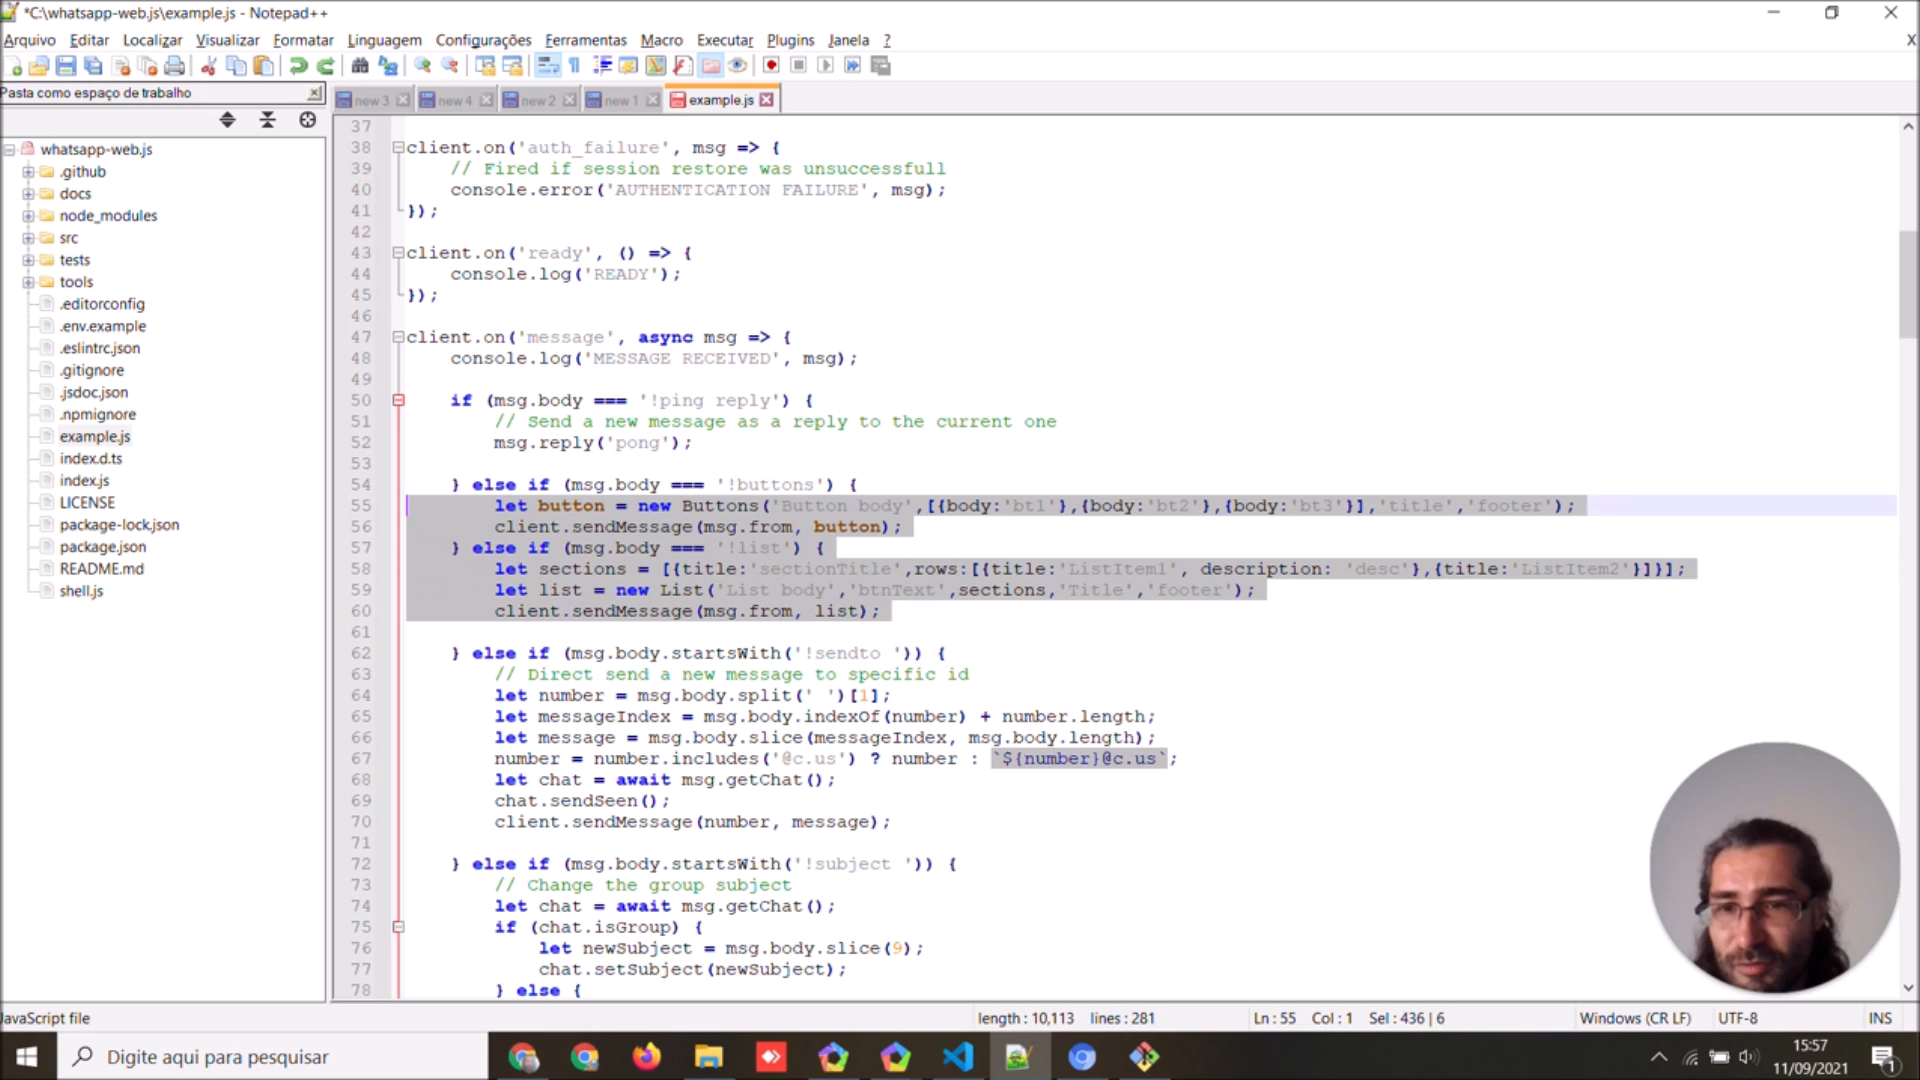 *C:\whatsapp-web.js\example.js - Notepad++
Arquivo Editar Localizar Visualizar Formatar Linguagem Configurações Ferramentas Macro Executar Plugins Janela ? X
Pasta como espaço de trabalho
new 3 new 4 new 2 new 1 example.js
whatsapp-web.js
.github
docs
node_modules
src
tests
tools
.editorconfig
.env.example
.eslintrc.json
.gitignore
.jsdoc.json
.npmignore
example.js
index.d.ts
index.js
LICENSE
package-lock.json
package.json
README.md
shell.js
37
38 client.on('auth_failure', msg => {
39 // Fired if session restore was unsuccessfull
40 console.error('AUTHENTICATION FAILURE', msg);
41 });
42
43 client.on('ready', () => {
44 console.log('READY');
45 });
46
47 client.on('message', async msg => {
48 console.log('MESSAGE RECEIVED', msg);
49
50 if (msg.body === '!ping reply') {
51 // Send a new message as a reply to the current one
52 msg.reply('pong');
53
54 } else if (msg.body === '!buttons') {
55 let button = new Buttons('Button body',[{body:'bt1'},{body:'bt2'},{body:'bt3'}],'title','footer');
56 client.sendMessage(msg.from, button);
57 } else if (msg.body === '!list') {
58 let sections = [{title:'sectionTitle',rows:[{title:'ListItem1', description: 'desc'},{title:'ListItem2'}]}];
59 let list = new List('List body','btnText',sections,'Title','footer');
60 client.sendMessage(msg.from, list);
61
62 } else if (msg.body.startsWith('!sendto ')) {
63 // Direct send a new message to specific id
64 let number = msg.body.split(' ')[1];
65 let messageIndex = msg.body.indexOf(number) + number.length;
66 let message = msg.body.slice(messageIndex, msg.body.length);
67 number = number.includes('@c.us') ? number : `${number}@c.us`;
68 let chat = await msg.getChat();
69 chat.sendSeen();
70 client.sendMessage(number, message);
71
72 } else if (msg.body.startsWith('!subject ')) {
73 // Change the group subject
74 let chat = await msg.getChat();
75 if (chat.isGroup) {
76 let newSubject = msg.body.slice(9);
77 chat.setSubject(newSubject);
78 } else {
JavaScript file length : 10,113 lines : 281 Ln : 55 Col : 1 Sel : 436 | 6 Windows (CR LF) UTF-8 INS
Digite aqui para pesquisar
15:57
11/09/2021
1